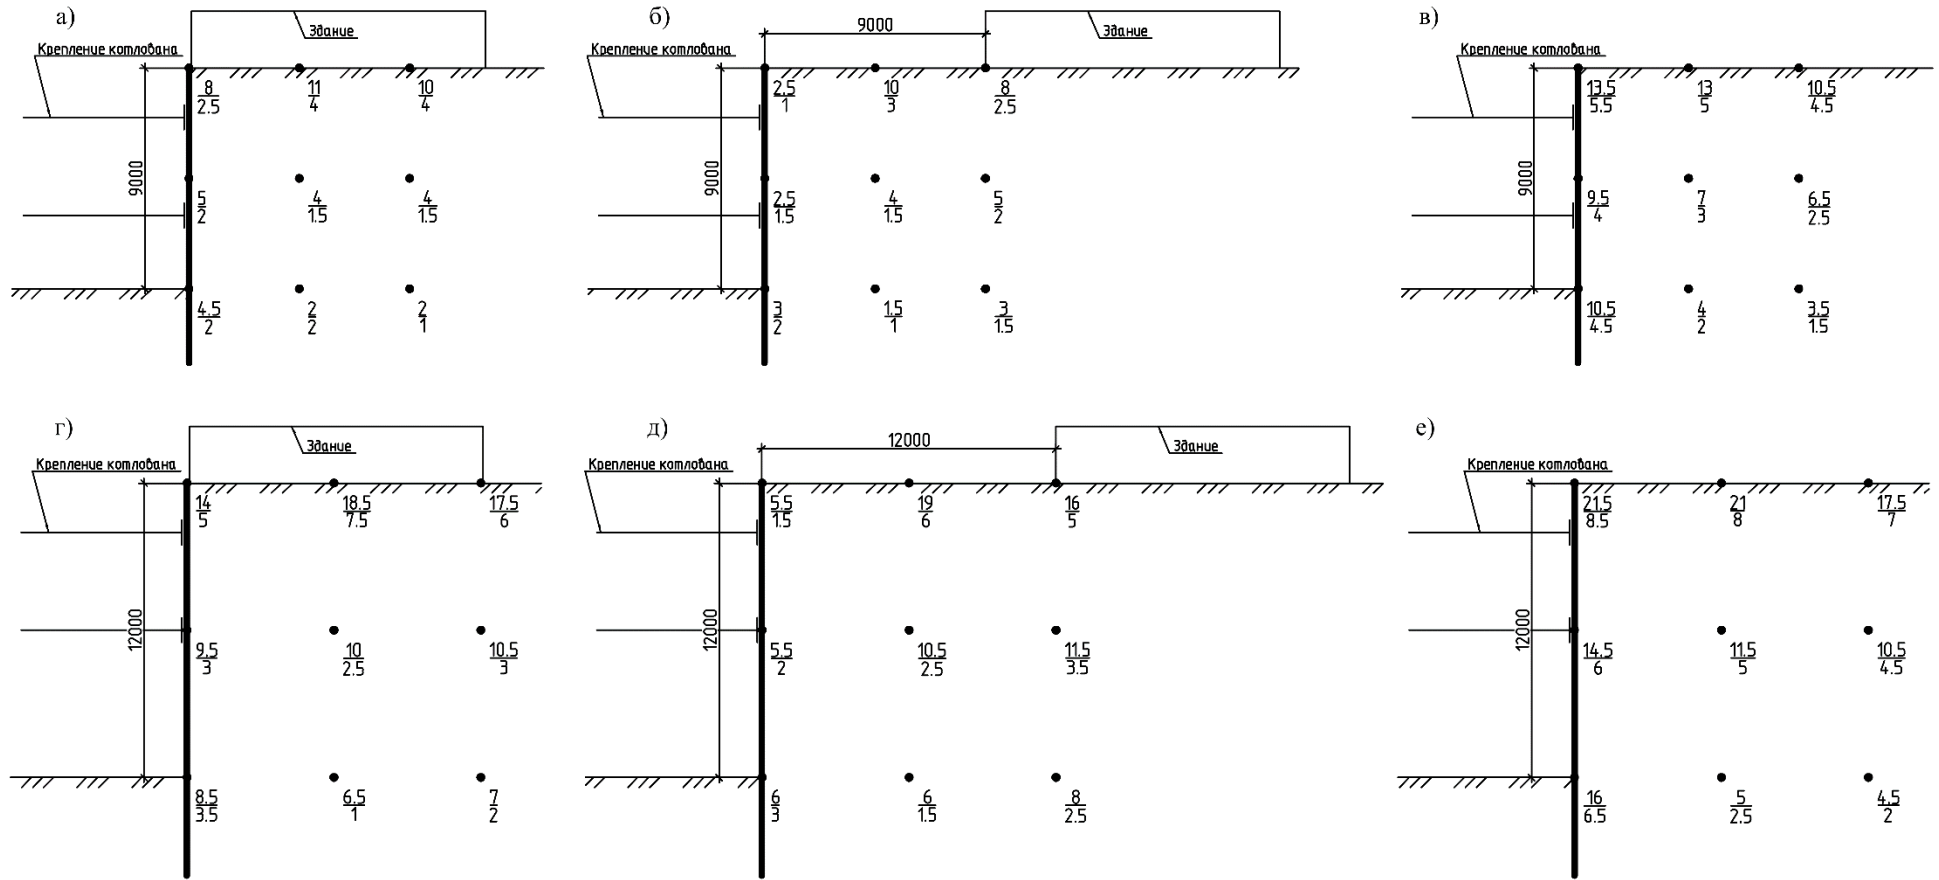 а)
Здание
Крепление котлована
9000
8 11 10
2.5 4 4
5 4 4
2 1.5 1.5
4.5 2 2
2 2 1
б)
9000
Здание
Крепление котлована
9000
2.5 10 8
1 3 2.5
2.5 4 5
1.5 1.5 2
3 1.5 3
2 1 1.5
в)
Крепление котлована
9000
13.5 13 10.5
5.5 5 4.5
9.5 7 6.5
4 3 2.5
10.5 4 3.5
4.5 2 1.5
г)
Здание
Крепление котлована
12000
14 18.5 17.5
5 7.5 6
9.5 10 10.5
3 2.5 3
8.5 6.5 7
3.5 1 2
д)
12000
Здание
Крепление котлована
12000
5.5 19 16
1.5 6 5
5.5 10.5 11.5
2 2.5 3.5
6 6 8
3 1.5 2.5
е)
Крепление котлована
12000
21.5 21 17.5
8.5 8 7
14.5 11.5 10.5
6 5 4.5
16 5 4.5
6.5 2.5 2